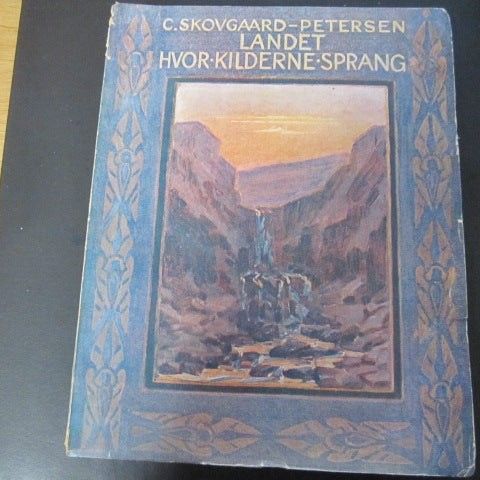 C. SKOVGAARD-PETERSEN
LANDET
HVOR·KILDERNE·SPRANG